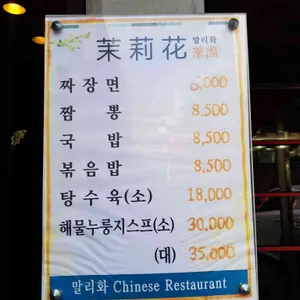 茉莉花 말리화
짜장면 6,000
짬뽕 8,500
국밥 8,500
볶음밥 8,500
탕수육(소) 18,000
해물누룽지스프(소) 30,000
(대) 35,000
말리화 Chinese Restaurant